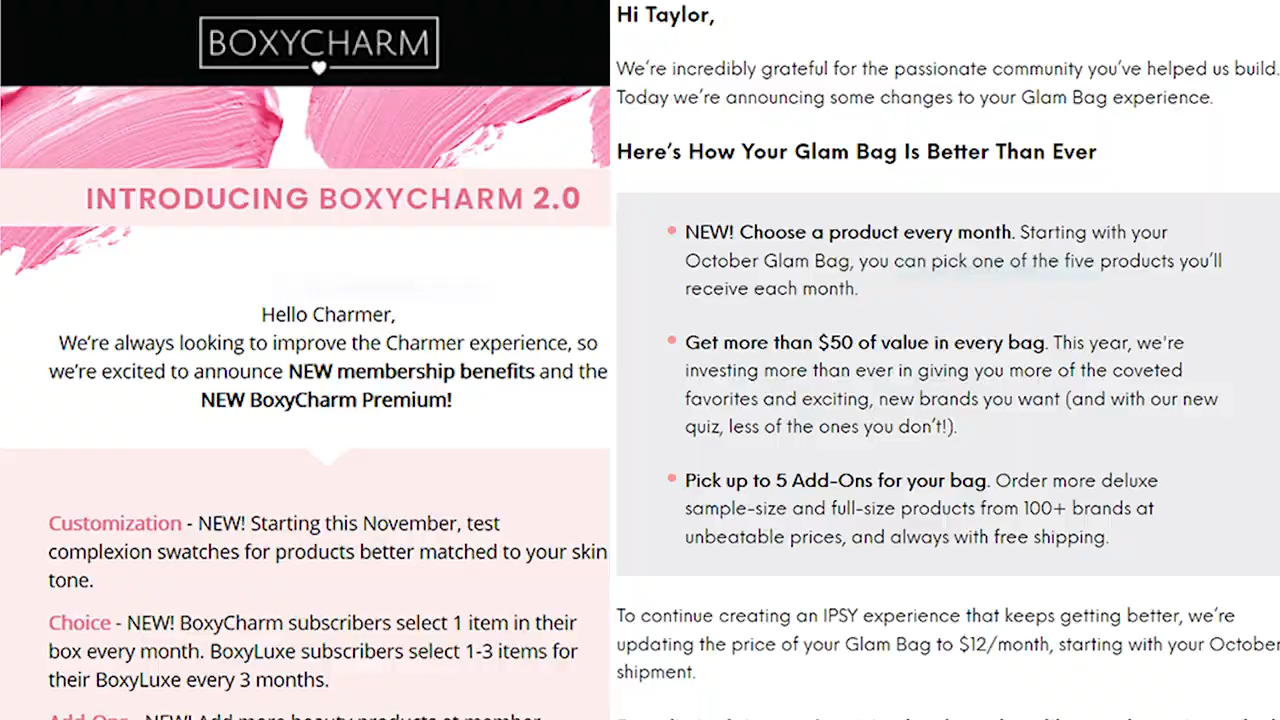 BOXYCHARM
INTRODUCING BOXYCHARM 2.0
Hello Charmer,
We're always looking to improve the Charmer experience, so
we're excited to announce NEW membership benefits and the
NEW BoxyCharm Premium!
Customization - NEW! Starting this November, test
complexion swatches for products better matched to your skin
tone.
Choice - NEW! BoxyCharm subscribers select 1 item in their
box every month. BoxyLuxe subscribers select 1-3 items for
their BoxyLuxe every 3 months.
Add-Ons - NEW! Add more beauty products at member
Hi Taylor,
We're incredibly grateful for the passionate community you've helped us build.
Today we're announcing some changes to your Glam Bag experience.
Here's How Your Glam Bag Is Better Than Ever
• NEW! Choose a product every month. Starting with your
October Glam Bag, you can pick one of the five products you'll
receive each month.
• Get more than $50 of value in every bag. This year, we're
investing more than ever in giving you more of the coveted
favorites and exciting, new brands you want (and with our new
quiz, less of the ones you don't!).
• Pick up to 5 Add-Ons for your bag. Order more deluxe
sample-size and full-size products from 100+ brands at
unbeatable prices, and always with free shipping.
To continue creating an IPSY experience that keeps getting better, we're
updating the price of your Glam Bag to $12/month, starting with your October
shipment.